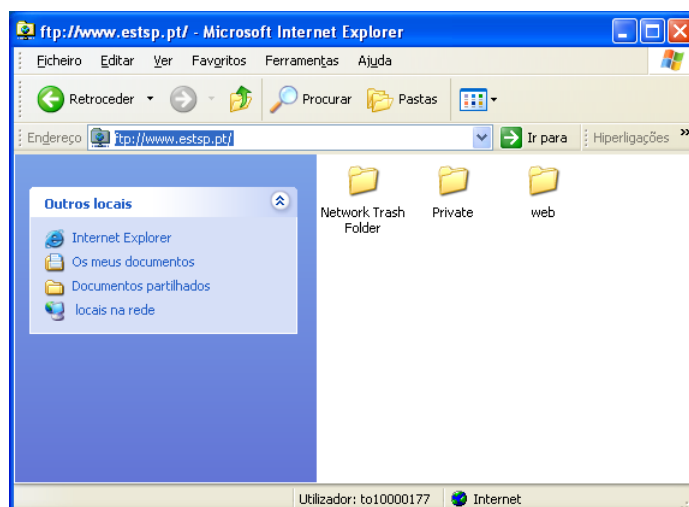 ftp://www.estsp.pt/ - Microsoft Internet Explorer
Ficheiro Editar Ver Favoritos Ferramentas Ajuda
Retroceder Procurar Pastas
Endereço ftp://www.estsp.pt/ Ir para Hiperligações »
Outros locais
Internet Explorer
Os meus documentos
Documentos partilhados
locais na rede
Network Trash
Folder
Private
web
Utilizador: to10000177 Internet